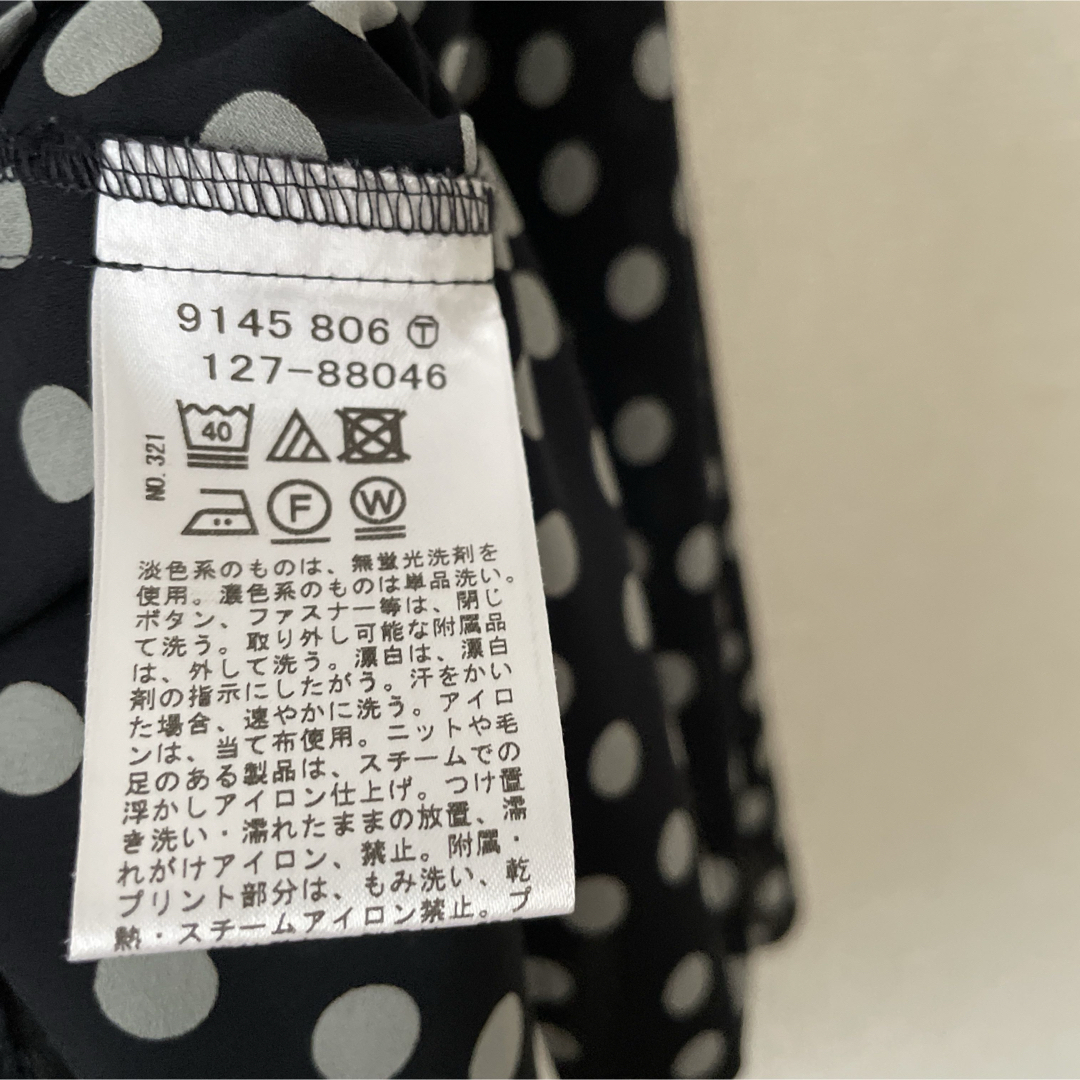 9145 806 Ⓣ
127-88046
NO. 321
40
F
W
淡色系のものは、無蛍光洗剤を
使用。濃色系のものは単品洗い。
ボタン、ファスナー等は、閉じ
て洗う。取り外し可能な附属品
は、外して洗う。漂白は、漂白
剤の指示にしたがう。汗をかい
た場合、速やかに洗う。アイロ
ンは、当て布使用。ニットや毛
足のある製品は、スチームでの
浮かしアイロン仕上げ。つけ置
き洗い・濡れたままの放置、濡
れがけアイロン、禁止。附属・
プリント部分は、もみ洗い、乾
熱・スチームアイロン禁止。プ